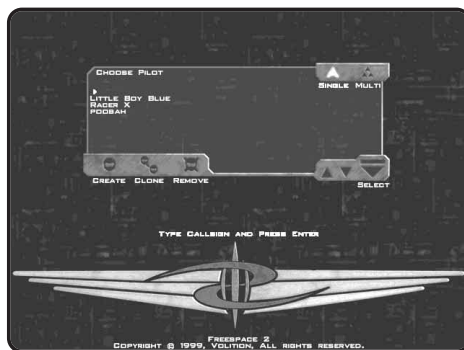 Choose Pilot
Single Multi
Little Boy Blue
Racer X
Poobah
Create Clone Remove
Select
Type Callsign and Press Enter
Freespace 2
Copyright © 1999, Volition, All rights reserved.